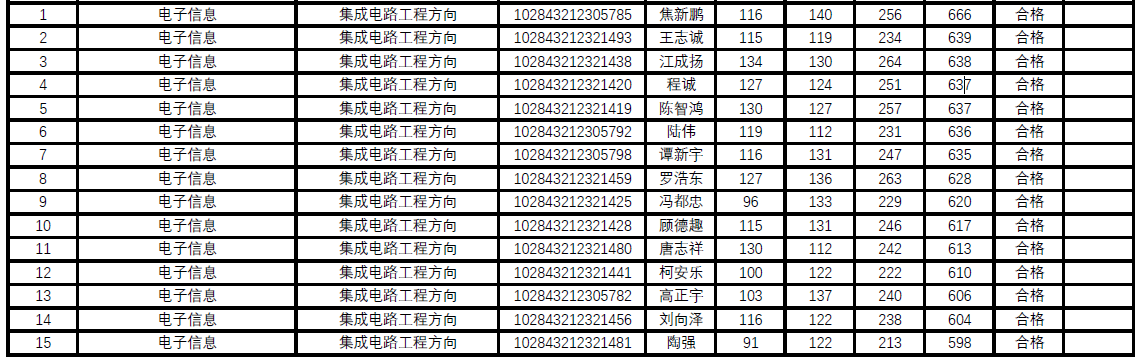 1 电子信息 集成电路工程方向 102843212305785 焦新鹏 116 140 256 666 合格
2 电子信息 集成电路工程方向 102843212321493 王志诚 115 119 234 639 合格
3 电子信息 集成电路工程方向 102843212321438 江成扬 134 130 264 638 合格
4 电子信息 集成电路工程方向 102843212321420 程诚 127 124 251 637 合格
5 电子信息 集成电路工程方向 102843212321419 陈智鸿 130 127 257 637 合格
6 电子信息 集成电路工程方向 102843212305792 陆伟 119 112 231 636 合格
7 电子信息 集成电路工程方向 102843212305798 谭新宇 116 131 247 635 合格
8 电子信息 集成电路工程方向 102843212321459 罗浩东 127 136 263 628 合格
9 电子信息 集成电路工程方向 102843212321425 冯都忠 96 133 229 620 合格
10 电子信息 集成电路工程方向 102843212321428 顾德趣 115 131 246 617 合格
11 电子信息 集成电路工程方向 102843212321480 唐志祥 130 112 242 613 合格
12 电子信息 集成电路工程方向 102843212321441 柯安乐 100 122 222 610 合格
13 电子信息 集成电路工程方向 102843212305782 高正宇 103 137 240 606 合格
14 电子信息 集成电路工程方向 102843212321456 刘向泽 116 122 238 604 合格
15 电子信息 集成电路工程方向 102843212321481 陶强 91 122 213 598 合格